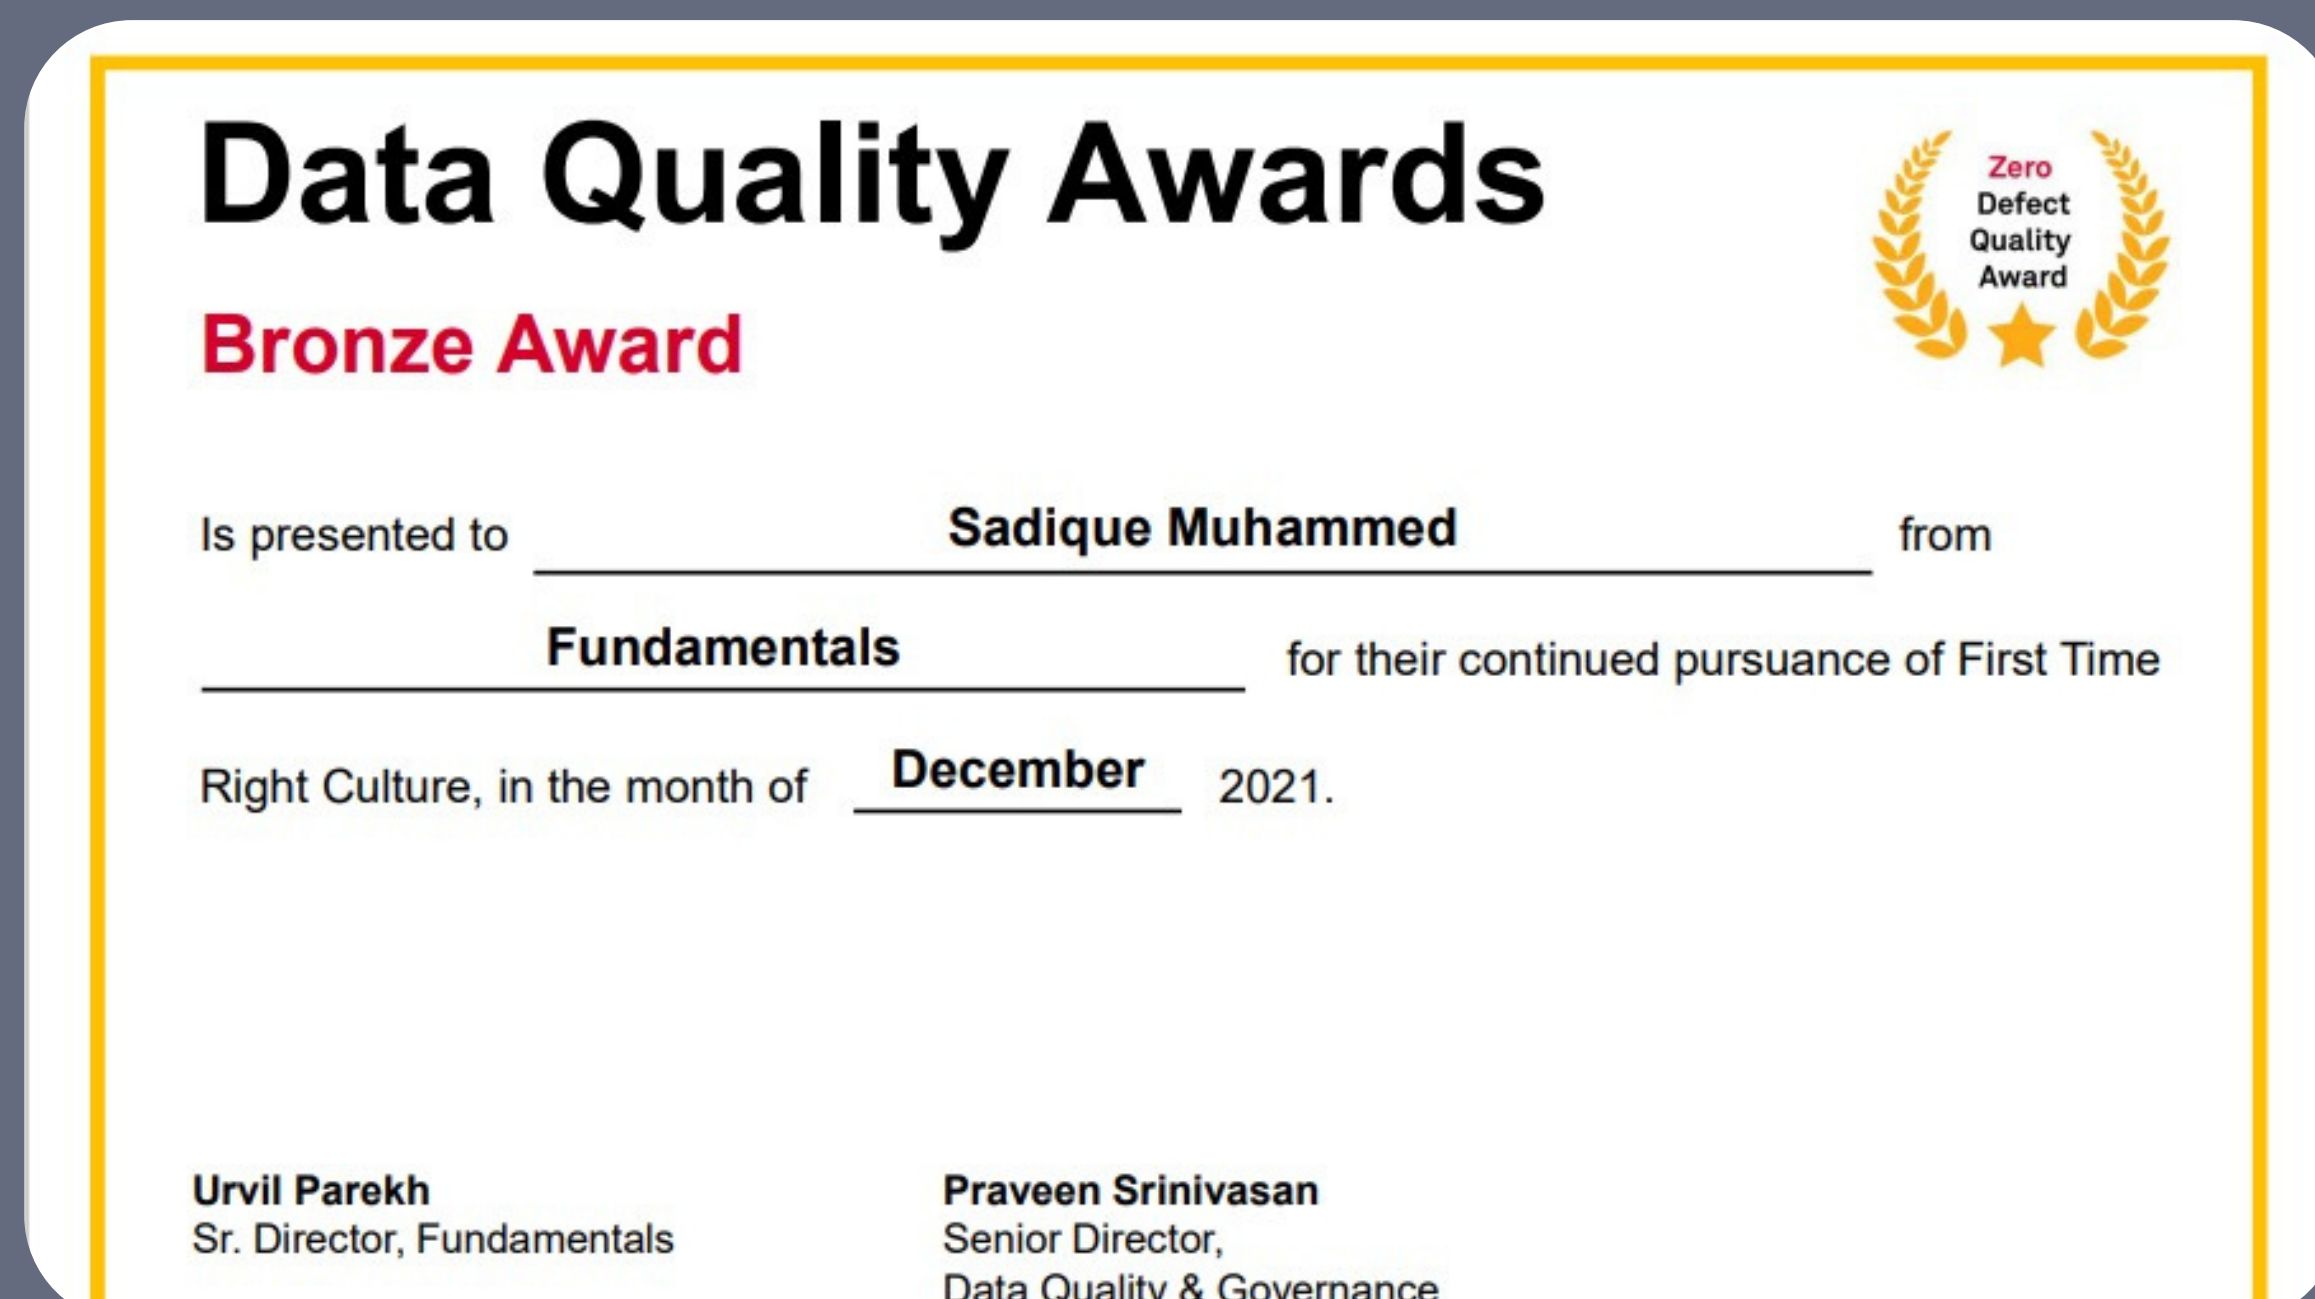 Data Quality Awards
Zero
Defect
Quality
Award
Bronze Award
Is presented to Sadique Muhammed from
Fundamentals for their continued pursuance of First Time
Right Culture, in the month of December 2021.
Urvil Parekh
Sr. Director, Fundamentals
Praveen Srinivasan
Senior Director,
Data Quality & Governance